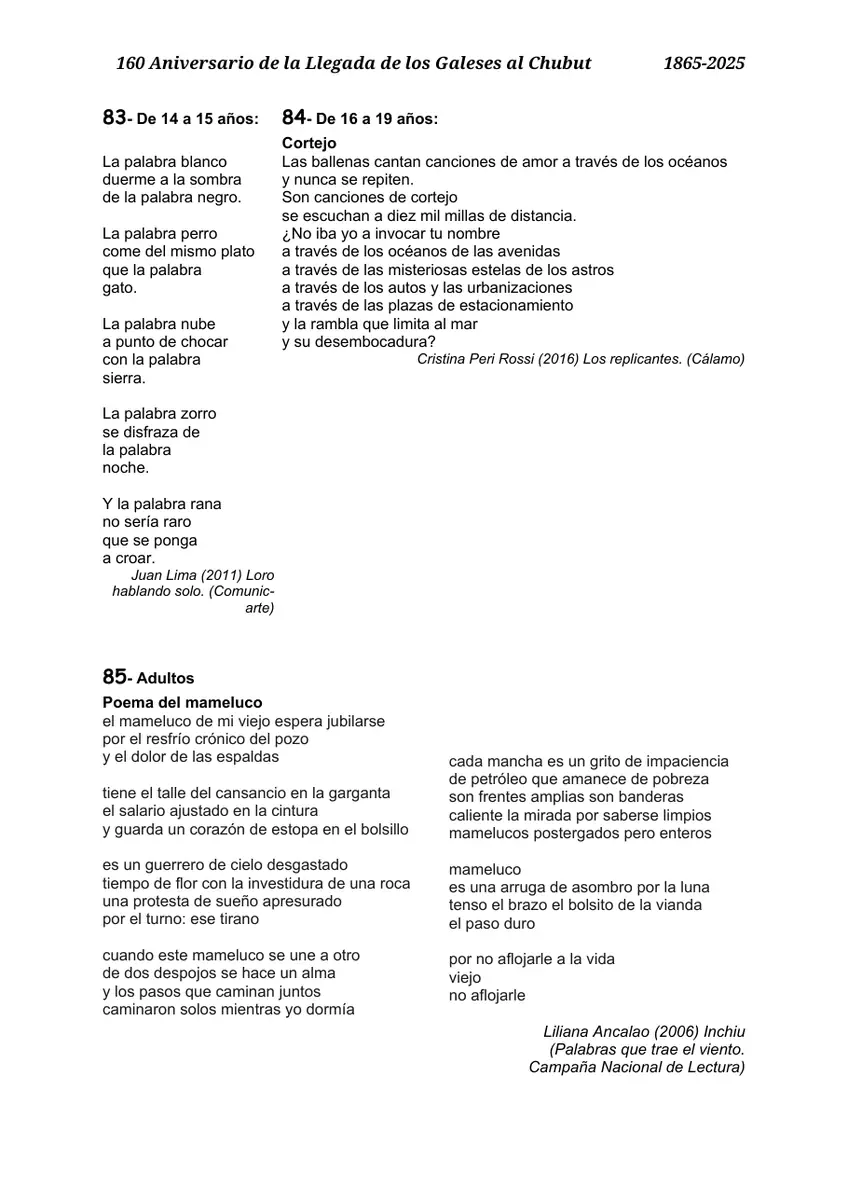 160 Aniversario de la Llegada de los Galeses al Chubut 1865-2025
83- De 14 a 15 años:
La palabra blanco
duerme a la sombra
de la palabra negro.
La palabra perro
come del mismo plato
que la palabra
gato.
La palabra nube
a punto de chocar
con la palabra
sierra.
La palabra zorro
se disfraza de
la palabra
noche.
Y la palabra rana
no sería raro
que se ponga
a croar.
Juan Lima (2011) Loro
hablando solo. (Comunic-
arte)
84- De 16 a 19 años:
Cortejo
Las ballenas cantan canciones de amor a través de los océanos
y nunca se repiten.
Son canciones de cortejo
se escuchan a diez mil millas de distancia.
¿No iba yo a invocar tu nombre
a través de los océanos de las avenidas
a través de las misteriosas estelas de los astros
a través de los autos y las urbanizaciones
a través de las plazas de estacionamiento
y la rambla que limita al mar
y su desembocadura?
Cristina Peri Rossi (2016) Los replicantes. (Cálamo)
85- Adultos
Poema del mameluco
el mameluco de mi viejo espera jubilarse
por el resfrío crónico del pozo
y el dolor de las espaldas
tiene el talle del cansancio en la garganta
el salario ajustado en la cintura
y guarda un corazón de estopa en el bolsillo
es un guerrero de cielo desgastado
tiempo de flor con la investidura de una roca
una protesta de sueño apresurado
por el turno: ese tirano
cuando este mameluco se une a otro
de dos despojos se hace un alma
y los pasos que caminan juntos
caminaron solos mientras yo dormía
cada mancha es un grito de impaciencia
de petróleo que amanece de pobreza
son frentes amplias son banderas
caliente la mirada por saberse limpios
mamelucos postergados pero enteros
mameluco
es una arruga de asombro por la luna
tenso el brazo el bolsito de la vianda
el paso duro
por no aflojarle a la vida
viejo
no aflojarle
Liliana Ancalao (2006) Inchiu
(Palabras que trae el viento.
Campaña Nacional de Lectura)